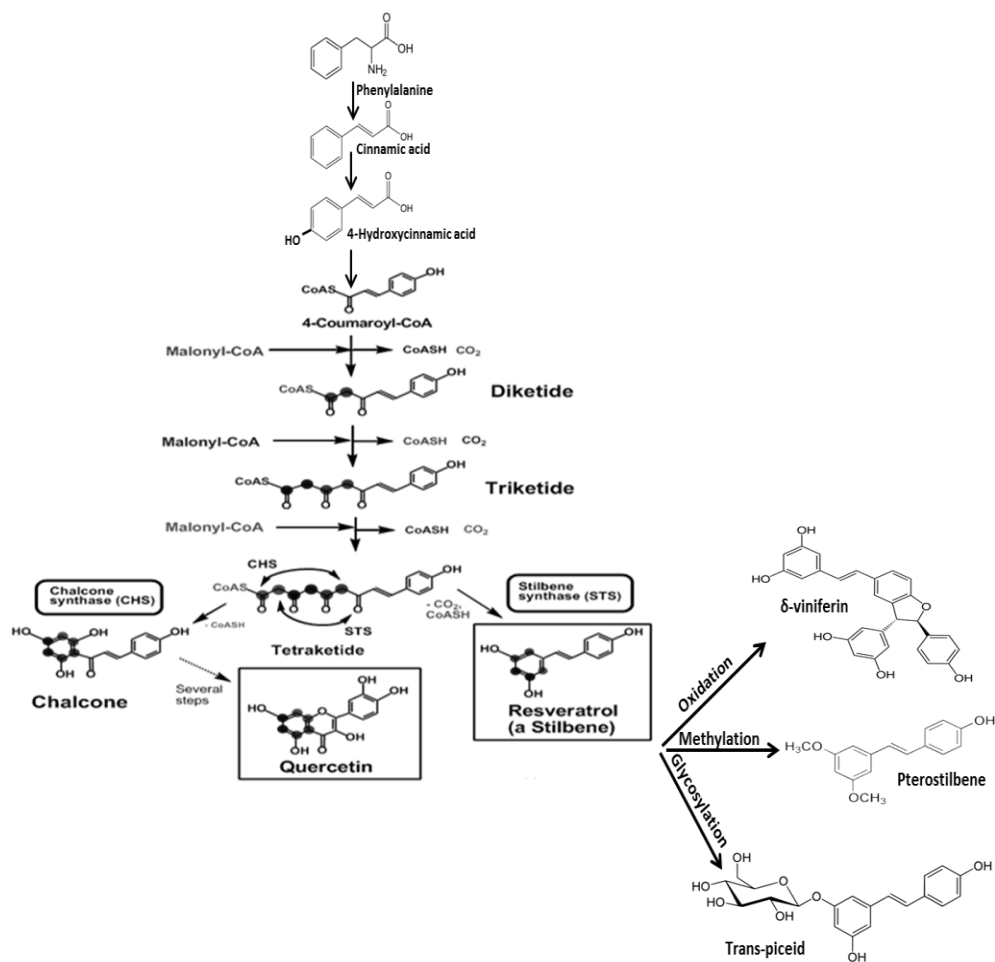 O
OH
NH₂
Phenylalanine
O
OH
Cinnamic acid
O
OH
HO
4-Hydroxycinnamic acid
OH
CoAS
O
4-Coumaroyl-CoA
Malonyl-CoA
CoASH CO₂
OH
CoAS
O O
Diketide
Malonyl-CoA
CoASH CO₂
OH
CoAS
O O O
Triketide
Malonyl-CoA
CoASH CO₂
Chalcone
synthase (CHS)
CHS
OH
CoAS
O O O O
STS
Tetraketide
Stilbene
synthase (STS)
- CoASH
- CO₂,
CoASH
HO
OH
OH
OH
O
Chalcone
Several
steps
OH
OH
HO
O
OH
OH
O
Quercetin
OH
HO
OH
Resveratrol
(a Stilbene)
Oxidation
Methylation
Glycosylation
OH
HO
δ-viniferin
O
HO
OH
OH
H₃CO
OH
OCH₃
Pterostilbene
OH
HO
O
HO
OH
O
OH
OH
Trans-piceid